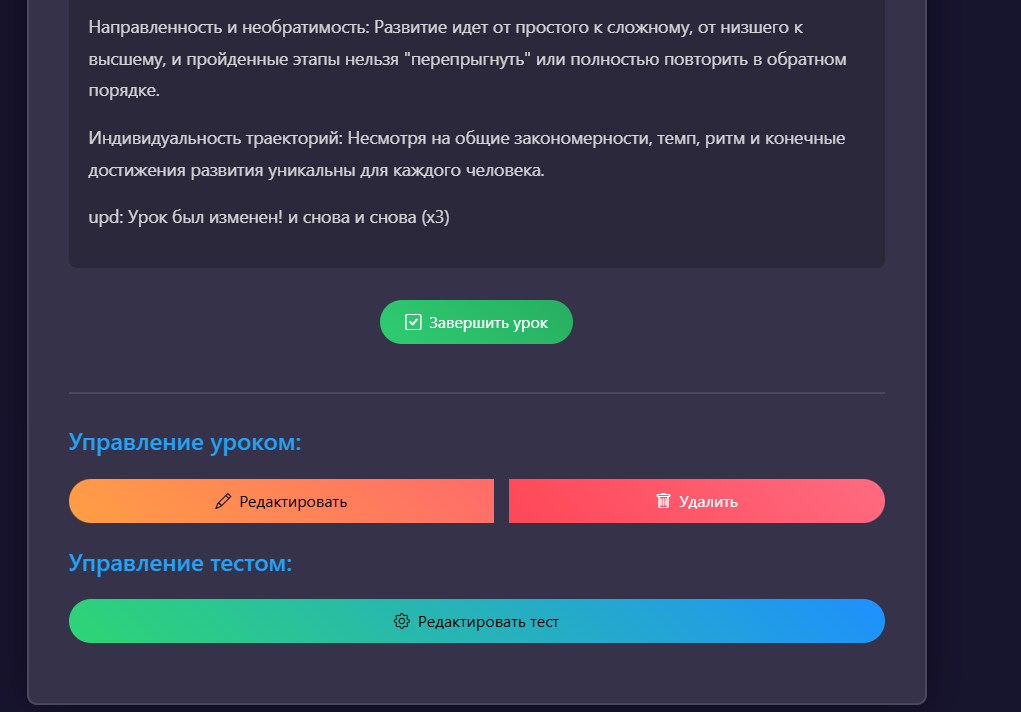 Направленность и необратимость: Развитие идет от простого к сложному, от низшего к
высшему, и пройденные этапы нельзя "перепрыгнуть" или полностью повторить в обратном
порядке.
Индивидуальность траекторий: Несмотря на общие закономерности, темп, ритм и конечные
достижения развития уникальны для каждого человека.
upd: Урок был изменен! и снова и снова (x3)
Завершить урок
Управление уроком:
Редактировать
Удалить
Управление тестом:
Редактировать тест